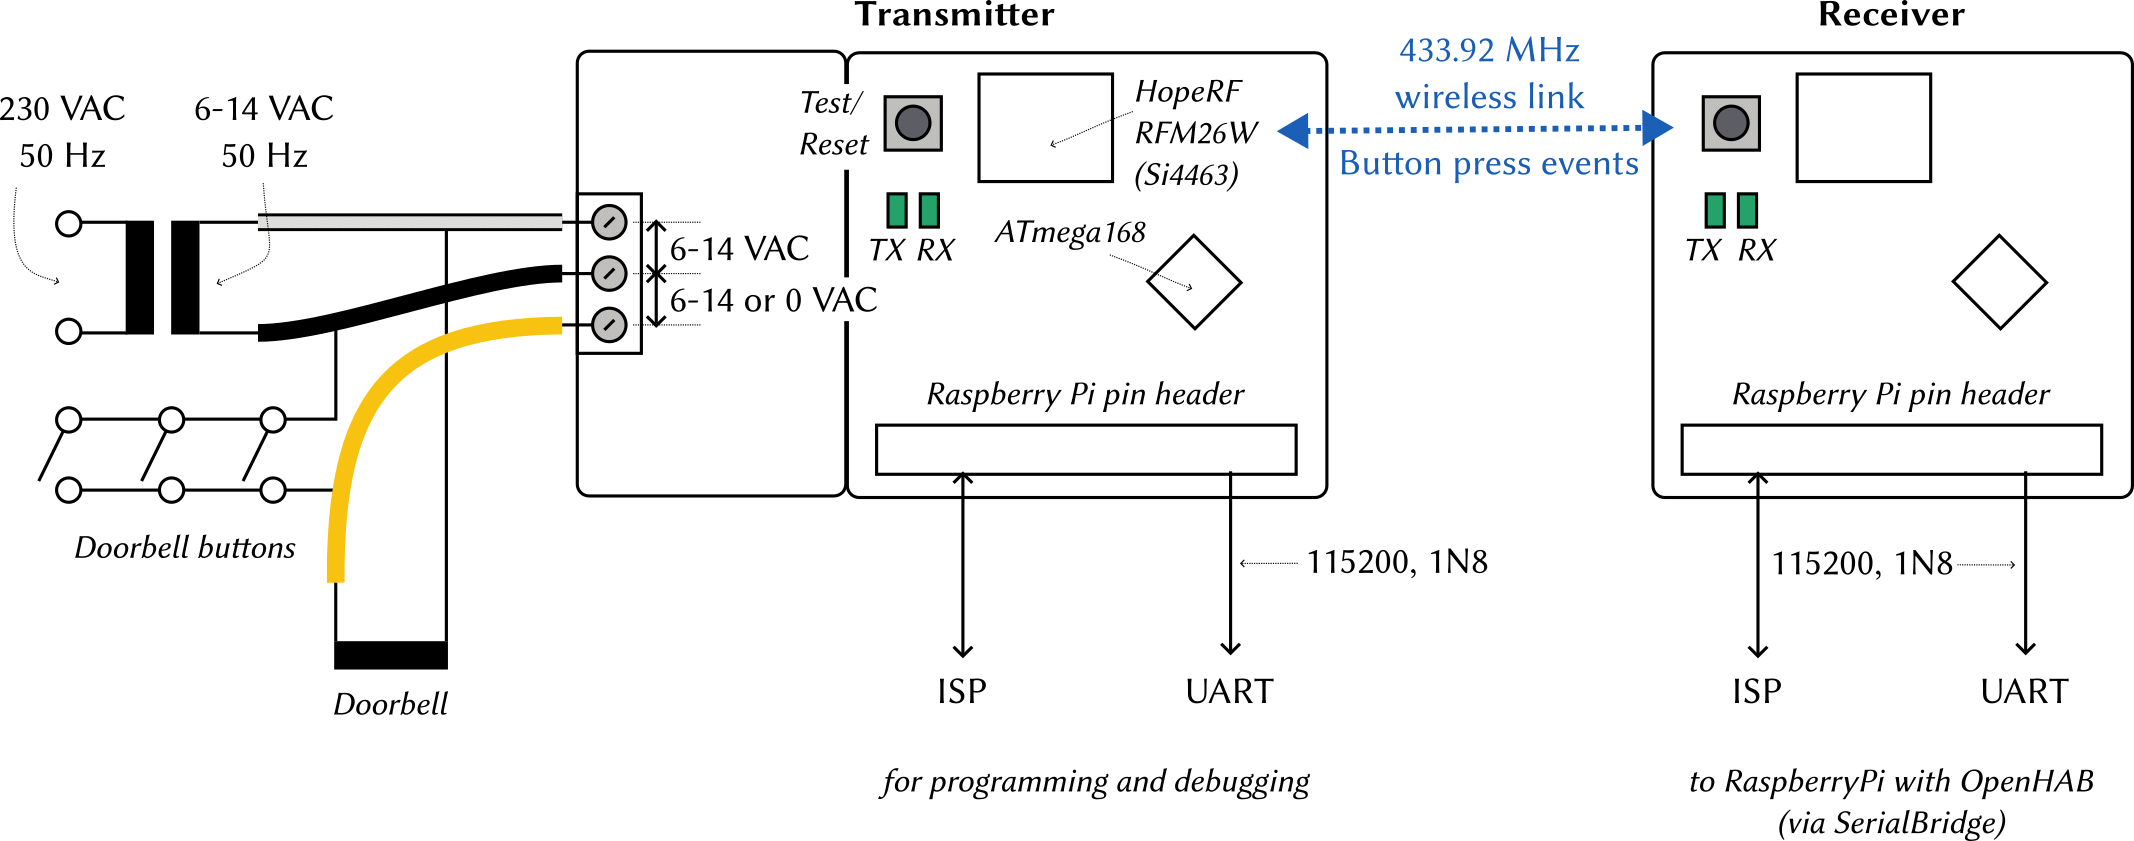 Transmitter
Receiver
433.92 MHz
wireless link
Button press events
230 VAC
50 Hz
6-14 VAC
50 Hz
Test/
Reset
HopeRF
RFM26W
(Si4463)
TX RX
ATmega168
TX RX
6-14 VAC
6-14 or 0 VAC
Raspberry Pi pin header
Raspberry Pi pin header
Doorbell buttons
115200, 1N8
115200, 1N8
Doorbell
ISP
UART
ISP
UART
for programming and debugging
to RaspberryPi with OpenHAB
(via SerialBridge)